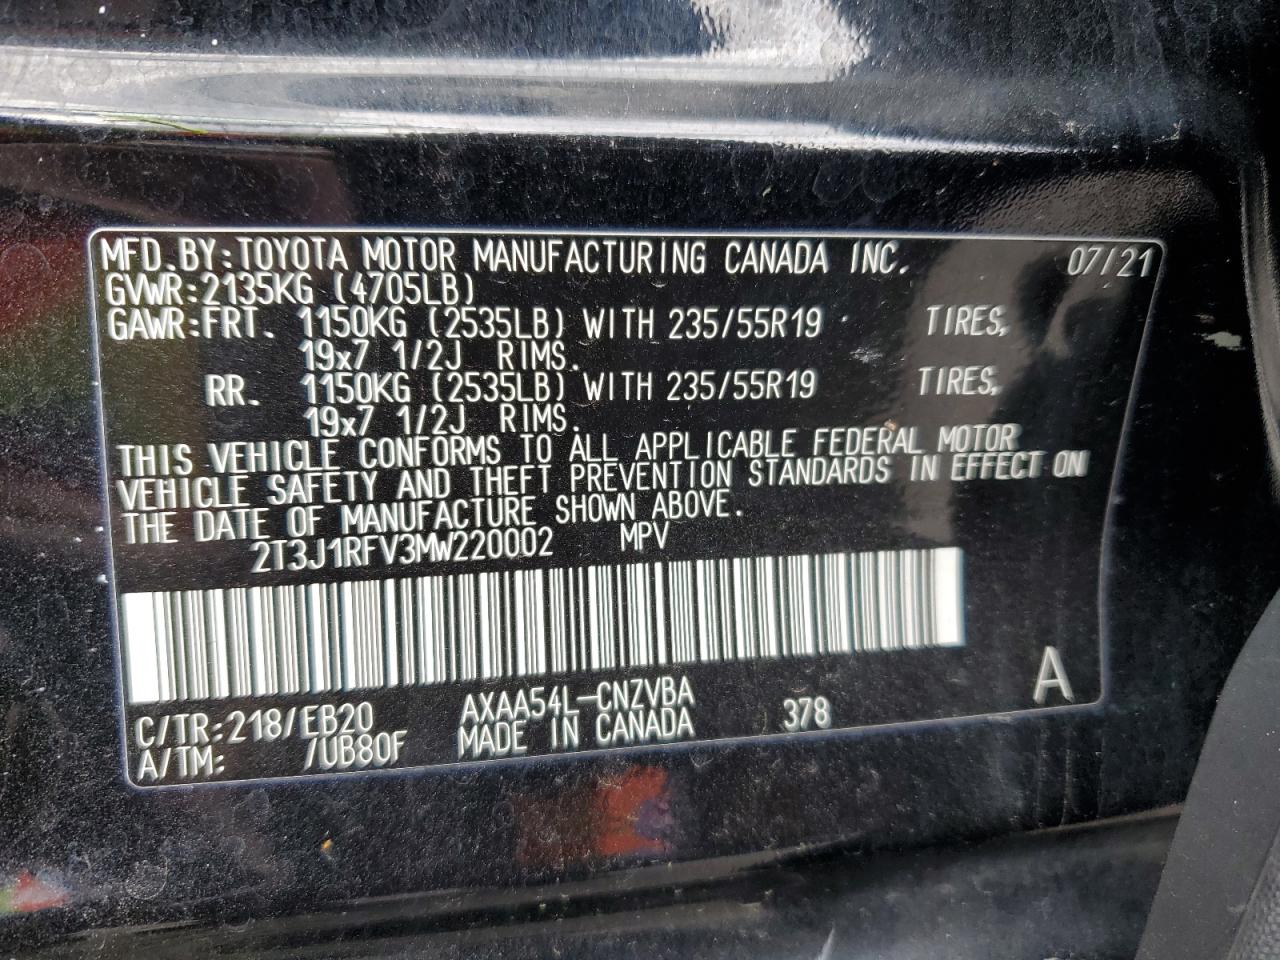 MFD.BY:TOYOTA MOTOR MANUFACTURING CANADA INC. 07/21
GVWR:2135KG (4705LB)
GAWR:FRT. 1150KG (2535LB) WITH 235/55R19 TIRES,
19x7 1/2J RIMS.
RR. 1150KG (2535LB) WITH 235/55R19 TIRES,
19x7 1/2J RIMS.
THIS VEHICLE CONFORMS TO ALL APPLICABLE FEDERAL MOTOR
VEHICLE SAFETY AND THEFT PREVENTION STANDARDS IN EFFECT ON
THE DATE OF MANUFACTURE SHOWN ABOVE.
2T3J1RFV3MW220002 MPV
A
C/TR:218/EB20 AXAA54L-CNZVBA 378
A/TM: /UB80F MADE IN CANADA